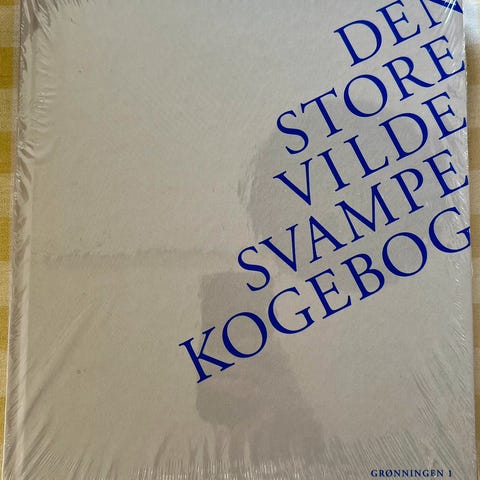 DEN
STORE
VILDE
SVAMPE
KOGEBOG
GRØNNINGEN 1